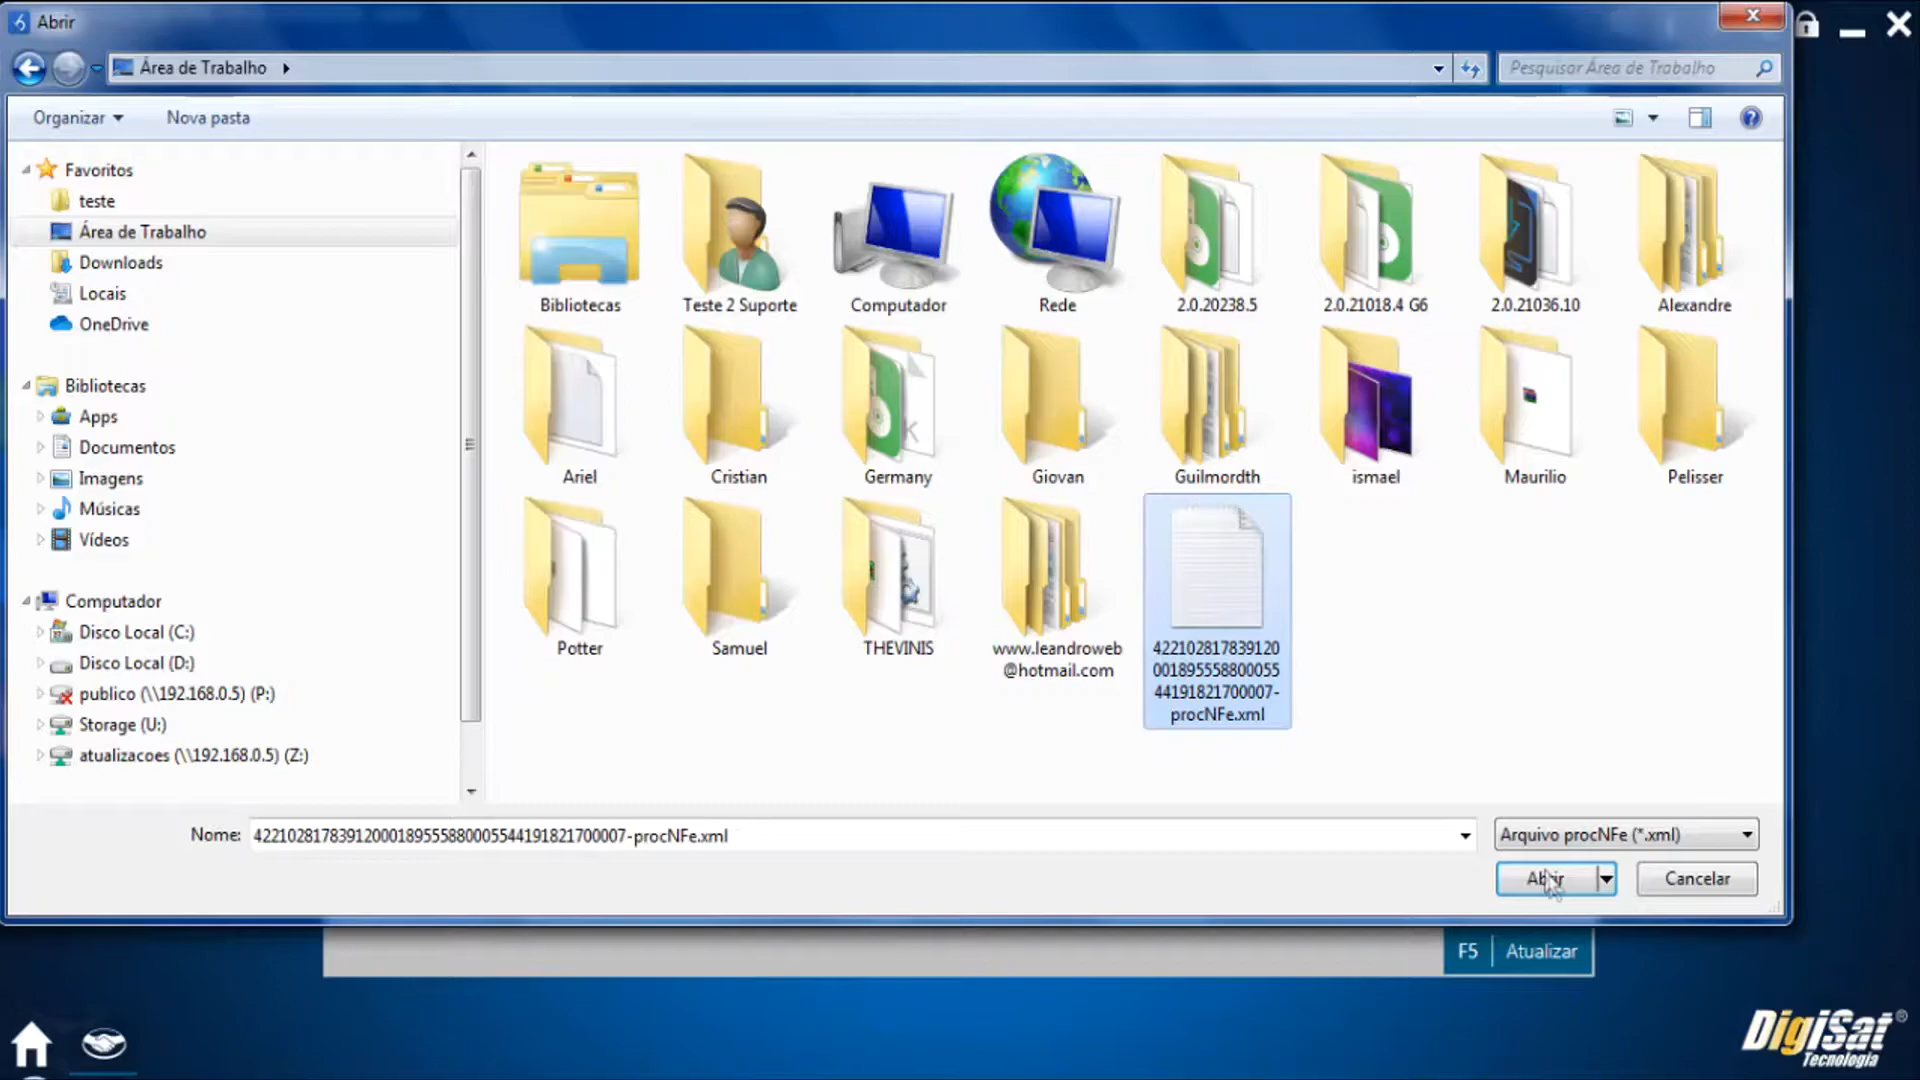 Abrir
Área de Trabalho
Pesquisar Área de Trabalho
Organizar
Nova pasta
Favoritos
teste
Área de Trabalho
Downloads
Locais
OneDrive
Bibliotecas
Apps
Documentos
Imagens
Músicas
Vídeos
Computador
Disco Local (C:)
Disco Local (D:)
publico (\\192.168.0.5) (P:)
Storage (U:)
atualizacoes (\\192.168.0.5) (Z:)
Bibliotecas
Teste 2 Suporte
Computador
Rede
2.0.20238.5
2.0.21018.4 G6
2.0.21036.10
Alexandre
Ariel
Cristian
Germany
Giovan
Guilmordth
ismael
Maurilio
Pelisser
Potter
Samuel
THEVINIS
www.leandroweb
@hotmail.com
422102817839120
001895558800055
44191821700007-
procNFe.xml
Nome:
42210281783912000189555880005544191821700007-procNFe.xml
Arquivo procNFe (*.xml)
Abrir
Cancelar
F5
Atualizar
DigiSat®
Tecnologia